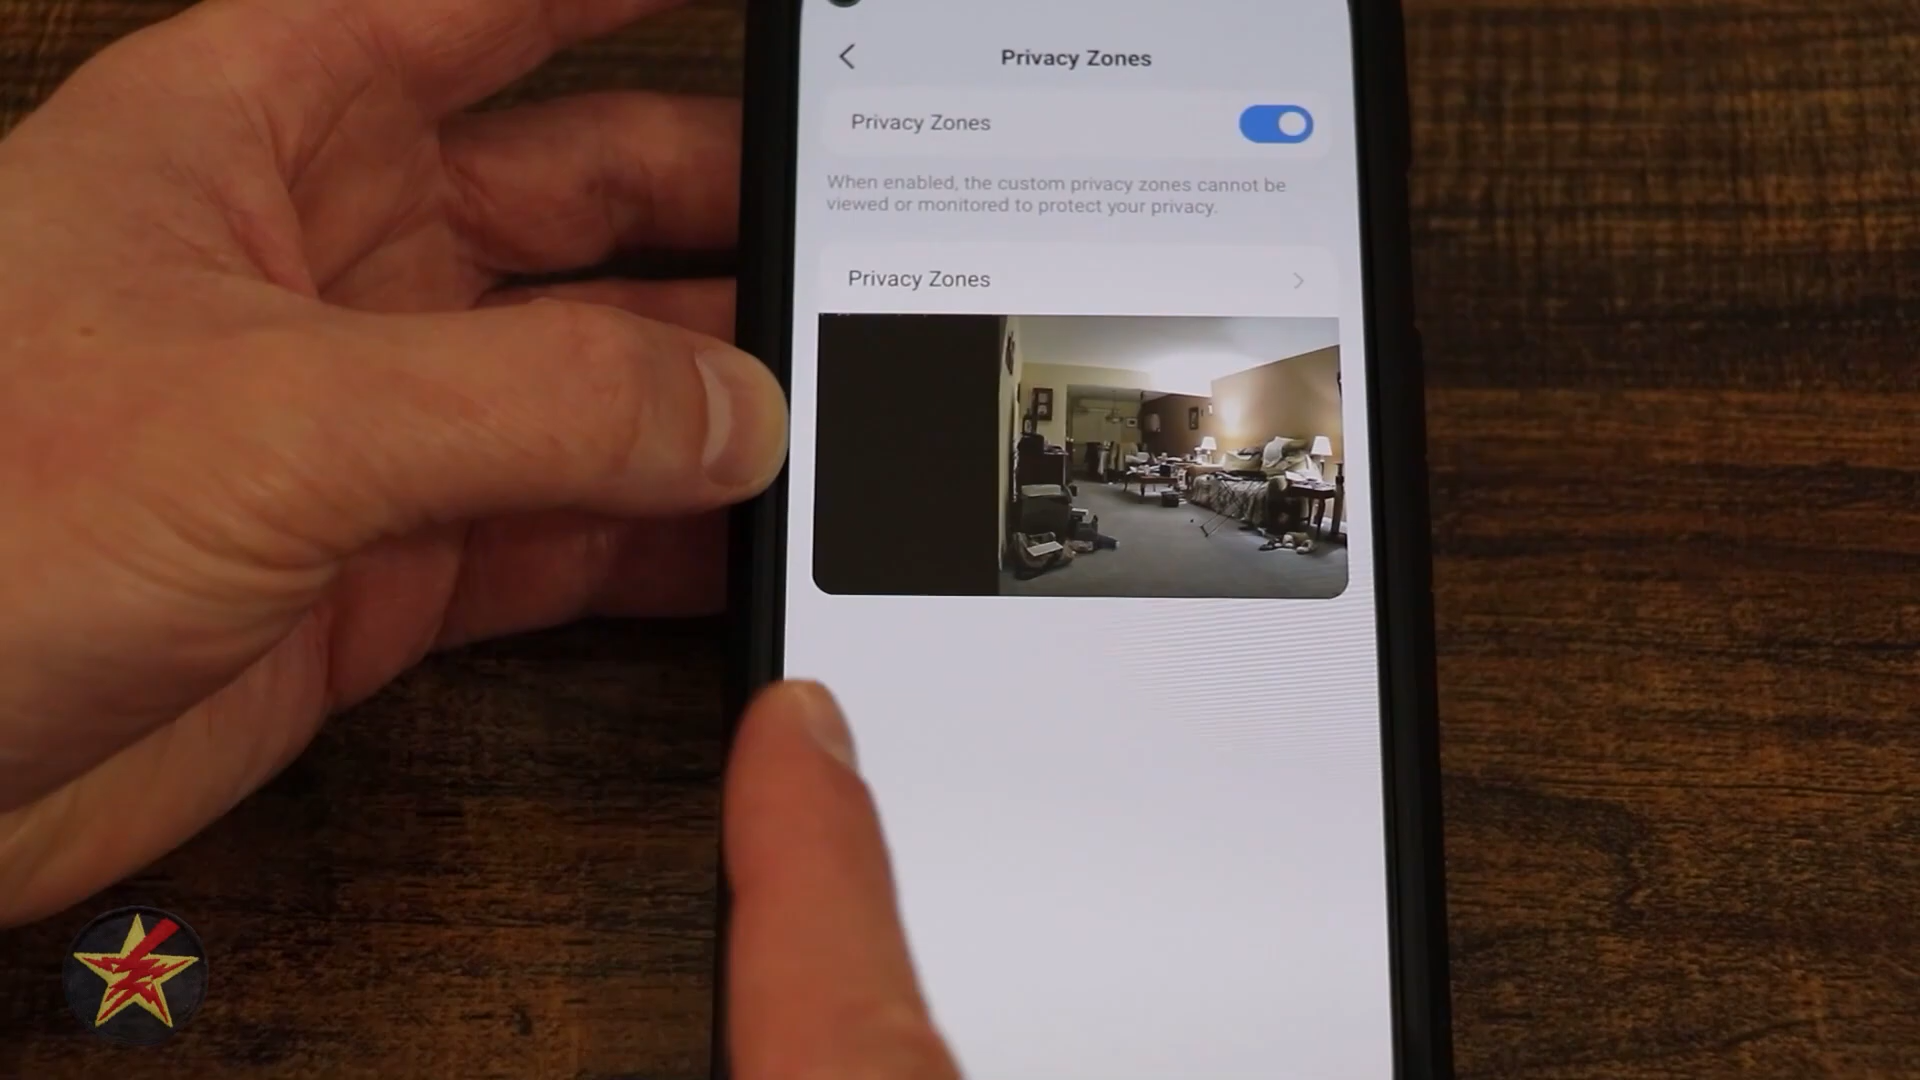 Privacy Zones
Privacy Zones
When enabled, the custom privacy zones cannot be
viewed or monitored to protect your privacy.
Privacy Zones